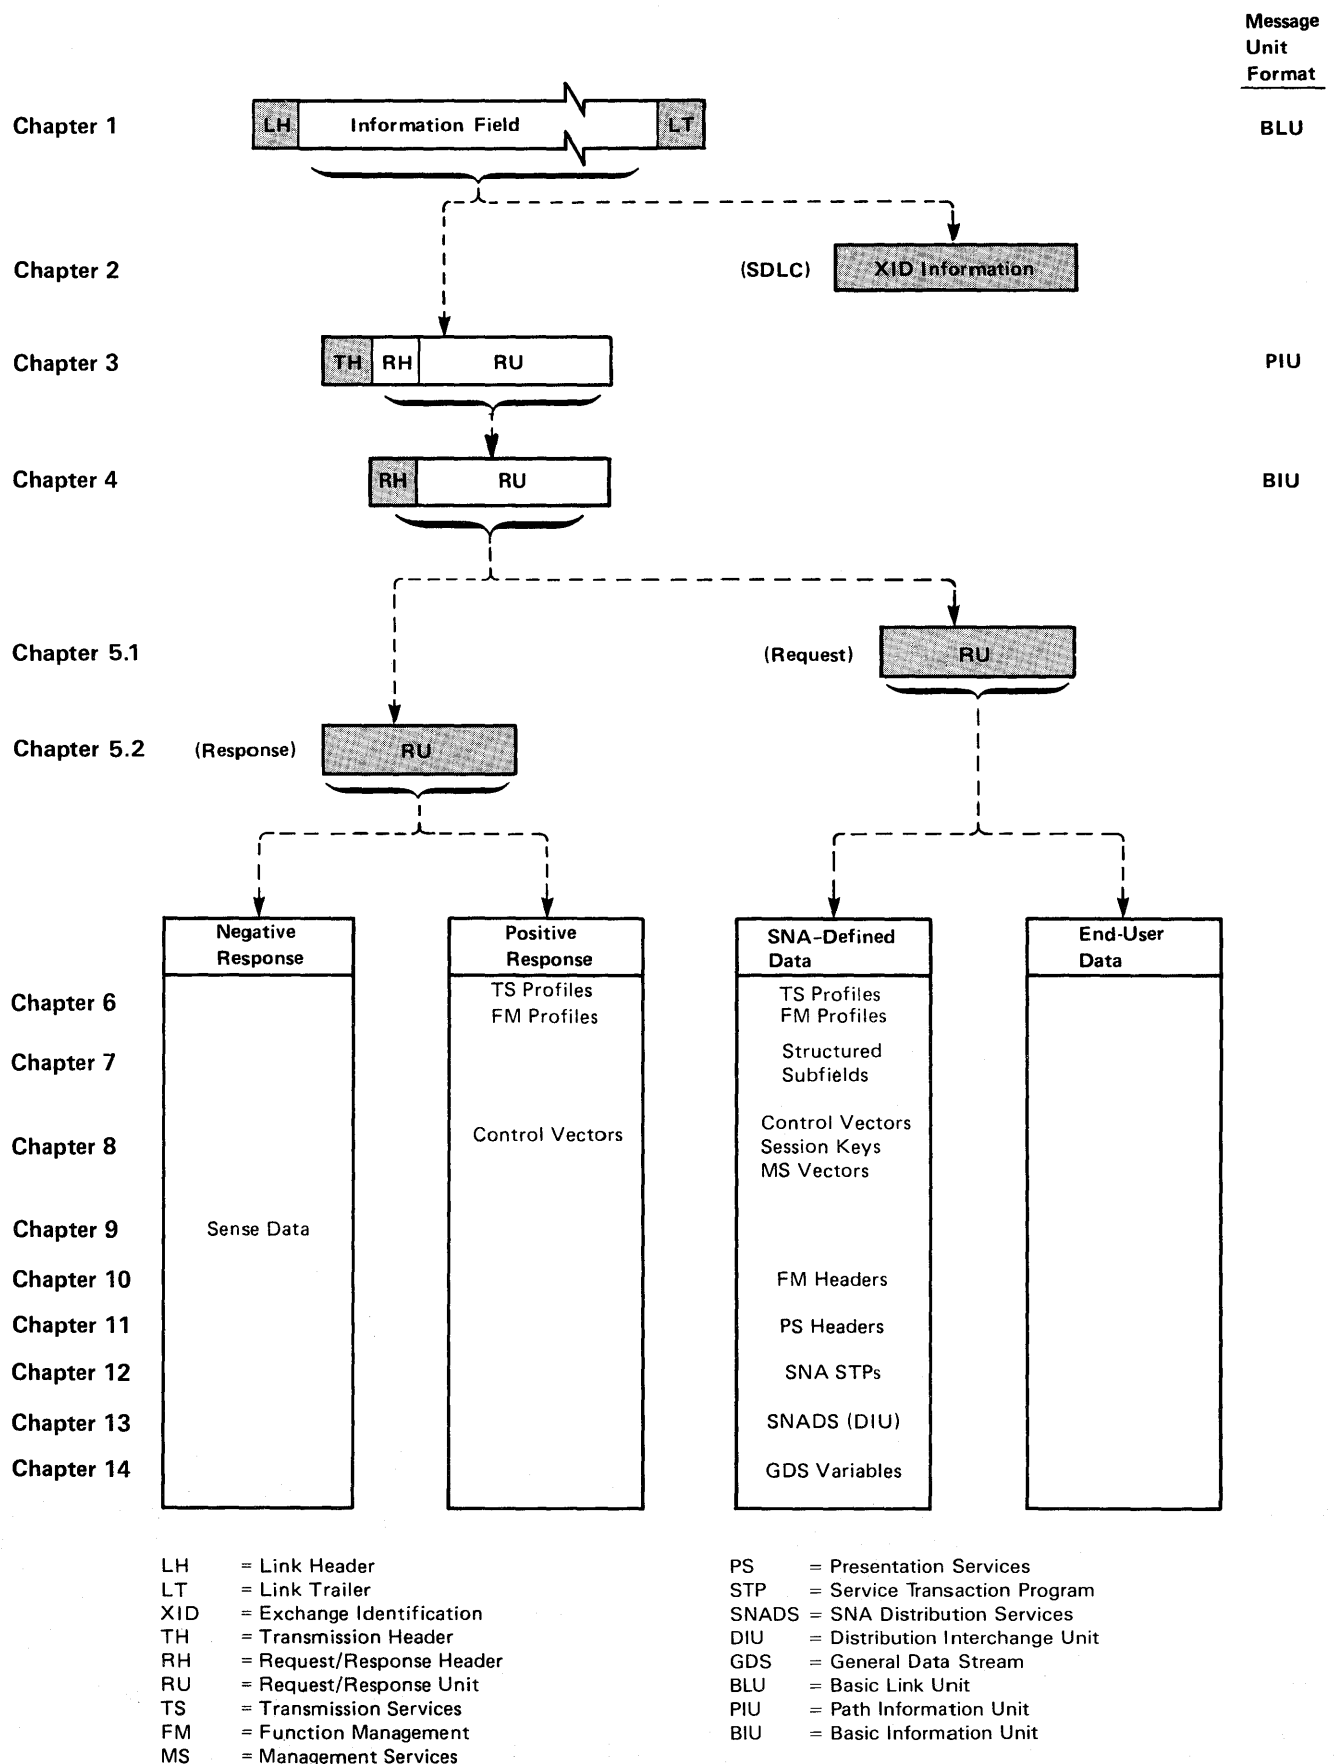 Message
Unit
Format
Chapter 1
LH
Information Field
LT
BLU
Chapter 2
(SDLC)
XID Information
Chapter 3
TH
RH
RU
PIU
Chapter 4
RH
RU
BIU
Chapter 5.1
(Request)
RU
Chapter 5.2
(Response)
RU
Negative
Response
Positive
Response
SNA-Defined
Data
End-User
Data
Chapter 6
TS Profiles
FM Profiles
TS Profiles
FM Profiles
Chapter 7
Structured
Subfields
Chapter 8
Control Vectors
Control Vectors
Session Keys
MS Vectors
Chapter 9
Sense Data
Chapter 10
FM Headers
Chapter 11
PS Headers
Chapter 12
SNA STPs
Chapter 13
SNADS (DIU)
Chapter 14
GDS Variables
LH = Link Header
LT = Link Trailer
XID = Exchange Identification
TH = Transmission Header
RH = Request/Response Header
RU = Request/Response Unit
TS = Transmission Services
FM = Function Management
MS = Management Services
PS = Presentation Services
STP = Service Transaction Program
SNADS = SNA Distribution Services
DIU = Distribution Interchange Unit
GDS = General Data Stream
BLU = Basic Link Unit
PIU = Path Information Unit
BIU = Basic Information Unit